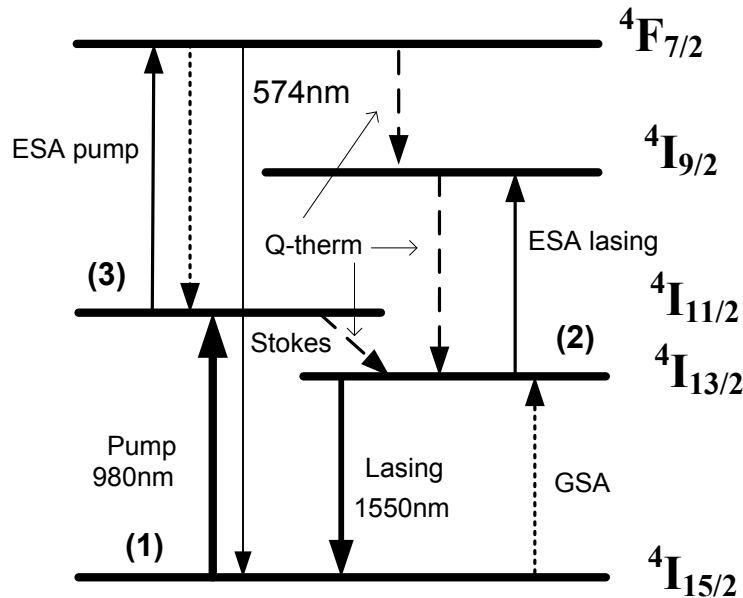 ⁴F₇/₂
574nm
ESA pump
⁴I₉/₂
Q-therm
ESA lasing
(3)
⁴I₁₁/₂
Stokes
(2)
⁴I₁₃/₂
Pump
980nm
Lasing
1550nm
GSA
(1)
⁴I₁₅/₂